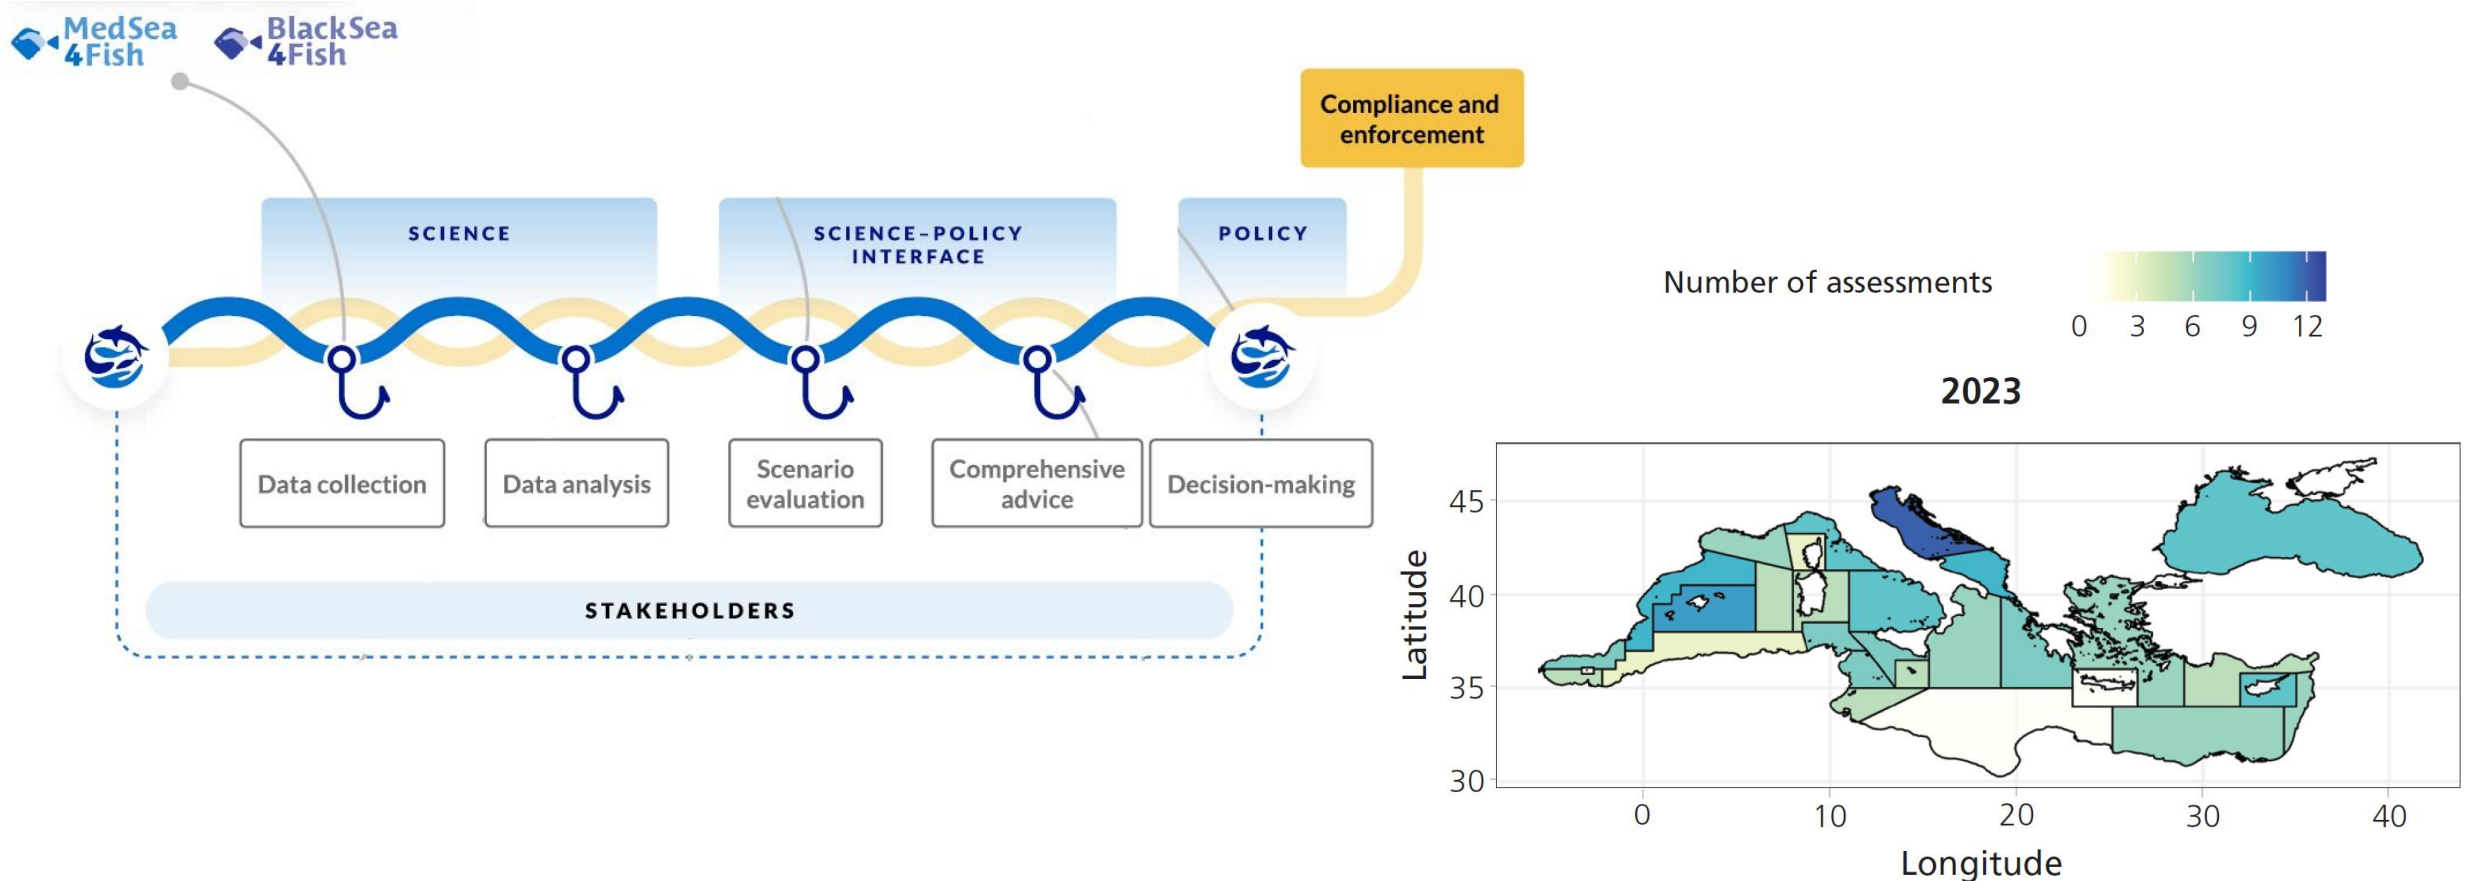 MedSea
4Fish
BlackSea
4Fish
Compliance and
enforcement
SCIENCE
SCIENCE–POLICY
INTERFACE
POLICY
Data collection
Data analysis
Scenario
evaluation
Comprehensive
advice
Decision-making
STAKEHOLDERS
Number of assessments
0 3 6 9 12
2023
Latitude
45
40
35
30
0 10 20 30 40
Longitude